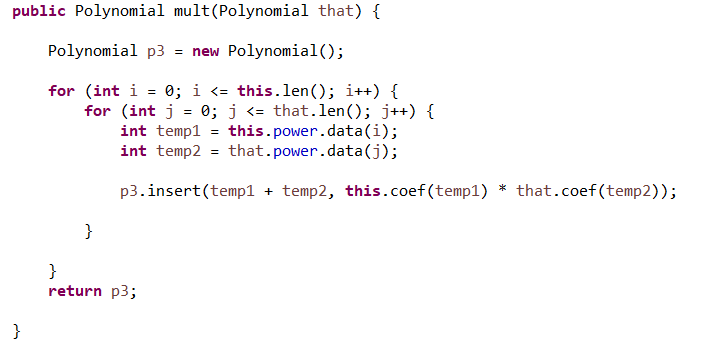 public Polynomial mult(Polynomial that) {
Polynomial p3 = new Polynomial();
for (int i = 0; i <= this.len(); i++) {
for (int j = 0; j <= that.len(); j++) {
int temp1 = this.power.data(i);
int temp2 = that.power.data(j);
p3.insert(temp1 + temp2, this.coef(temp1) * that.coef(temp2));
}
}
return p3;
}